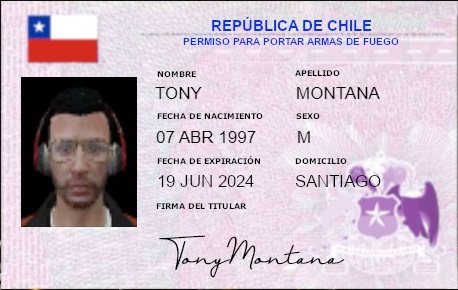 REPÚBLICA DE CHILE
PERMISO PARA PORTAR ARMAS DE FUEGO
NOMBRE APELLIDO
TONY MONTANA
FECHA DE NACIMIENTO SEXO
07 ABR 1997 M
FECHA DE EXPIRACIÓN DOMICILIO
19 JUN 2024 SANTIAGO
FIRMA DEL TITULAR
TonyMontana